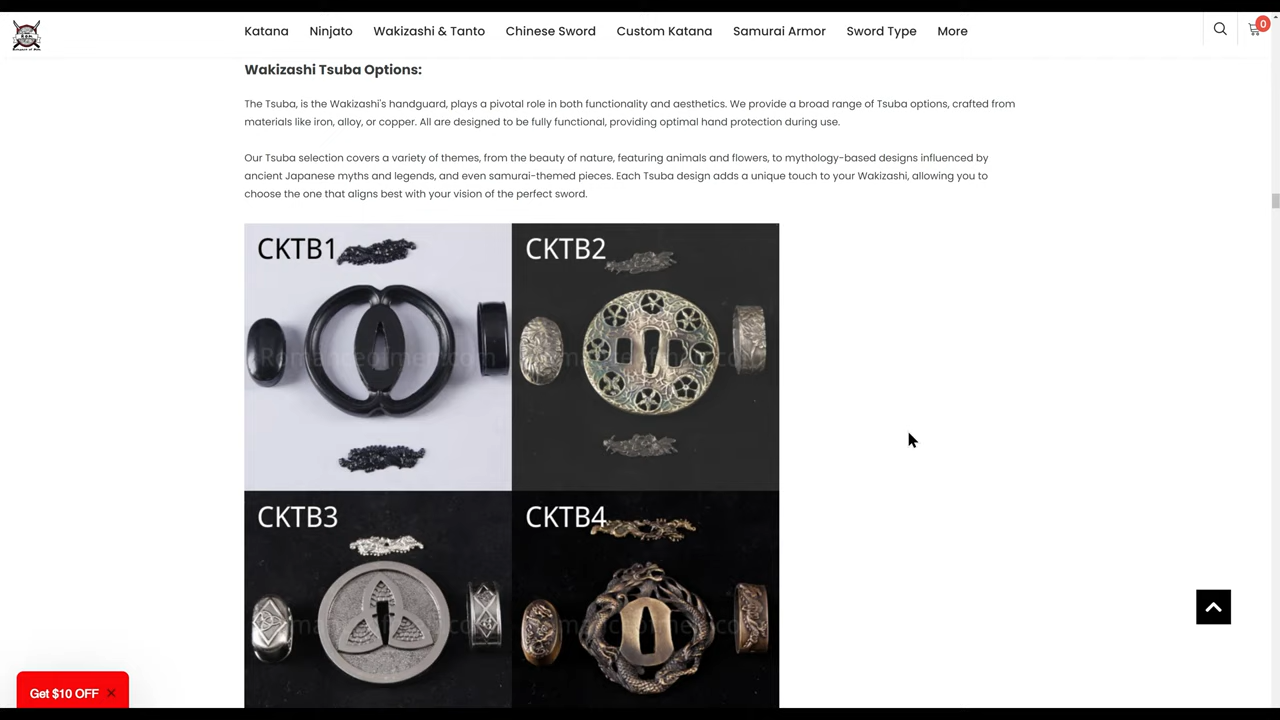 Katana Ninjato Wakizashi & Tanto Chinese Sword Custom Katana Samurai Armor Sword Type More
0
Wakizashi Tsuba Options:
The Tsuba, is the Wakizashi's handguard, plays a pivotal role in both functionality and aesthetics. We provide a broad range of Tsuba options, crafted from
materials like iron, alloy, or copper. All are designed to be fully functional, providing optimal hand protection during use.
Our Tsuba selection covers a variety of themes, from the beauty of nature, featuring animals and flowers, to mythology-based designs influenced by
ancient Japanese myths and legends, and even samurai-themed pieces. Each Tsuba design adds a unique touch to your Wakizashi, allowing you to
choose the one that aligns best with your vision of the perfect sword.
CKTB1 CKTB2
Romanceofmen.com
CKTB3 CKTB4
Get $10 OFF